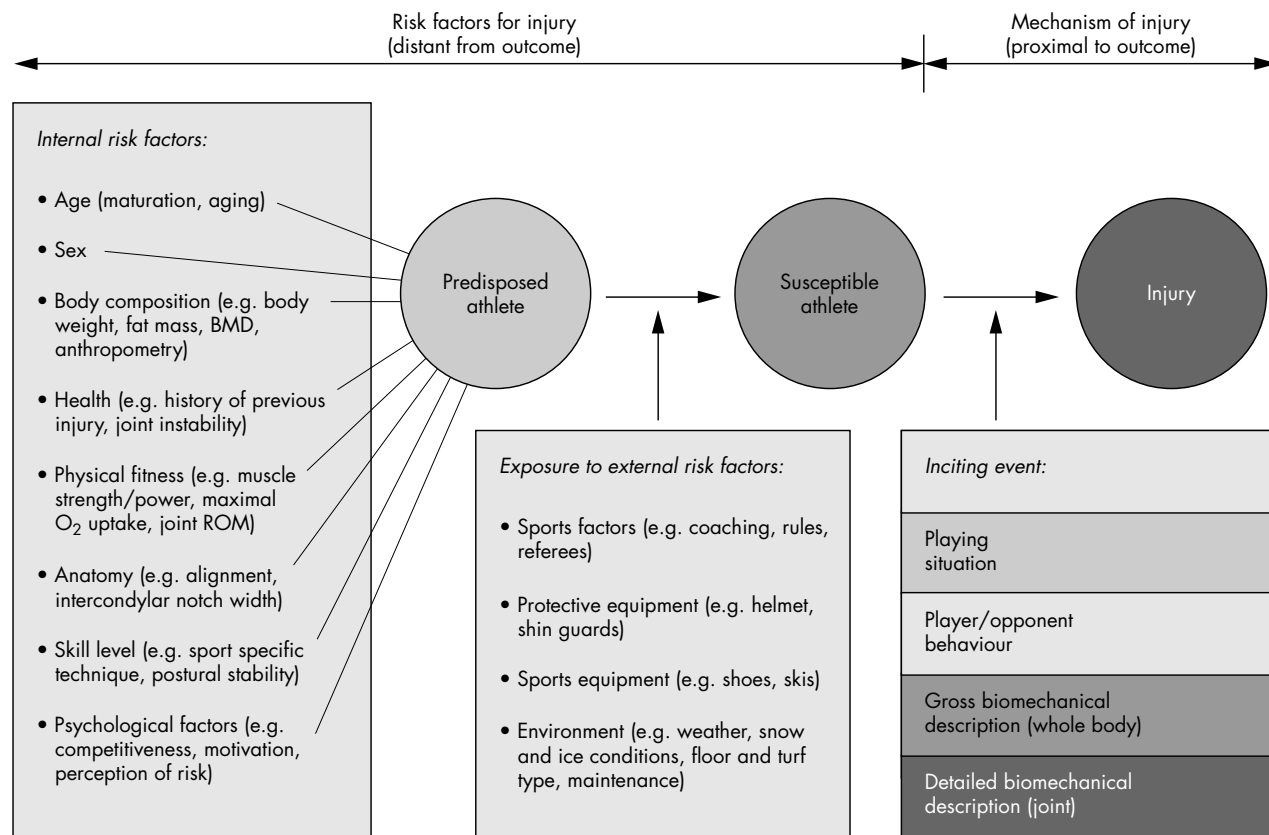 Risk factors for injury
(distant from outcome)
Mechanism of injury
(proximal to outcome)
Internal risk factors:
• Age (maturation, aging)
• Sex
• Body composition (e.g. body
weight, fat mass, BMD,
anthropometry)
• Health (e.g. history of previous
injury, joint instability)
• Physical fitness (e.g. muscle
strength/power, maximal
O₂ uptake, joint ROM)
• Anatomy (e.g. alignment,
intercondylar notch width)
• Skill level (e.g. sport specific
technique, postural stability)
• Psychological factors (e.g.
competitiveness, motivation,
perception of risk)
Predisposed
athlete
Susceptible
athlete
Injury
Exposure to external risk factors:
• Sports factors (e.g. coaching, rules,
referees)
• Protective equipment (e.g. helmet,
shin guards)
• Sports equipment (e.g. shoes, skis)
• Environment (e.g. weather, snow
and ice conditions, floor and turf
type, maintenance)
Inciting event:
Playing
situation
Player/opponent
behaviour
Gross biomechanical
description (whole body)
Detailed biomechanical
description (joint)